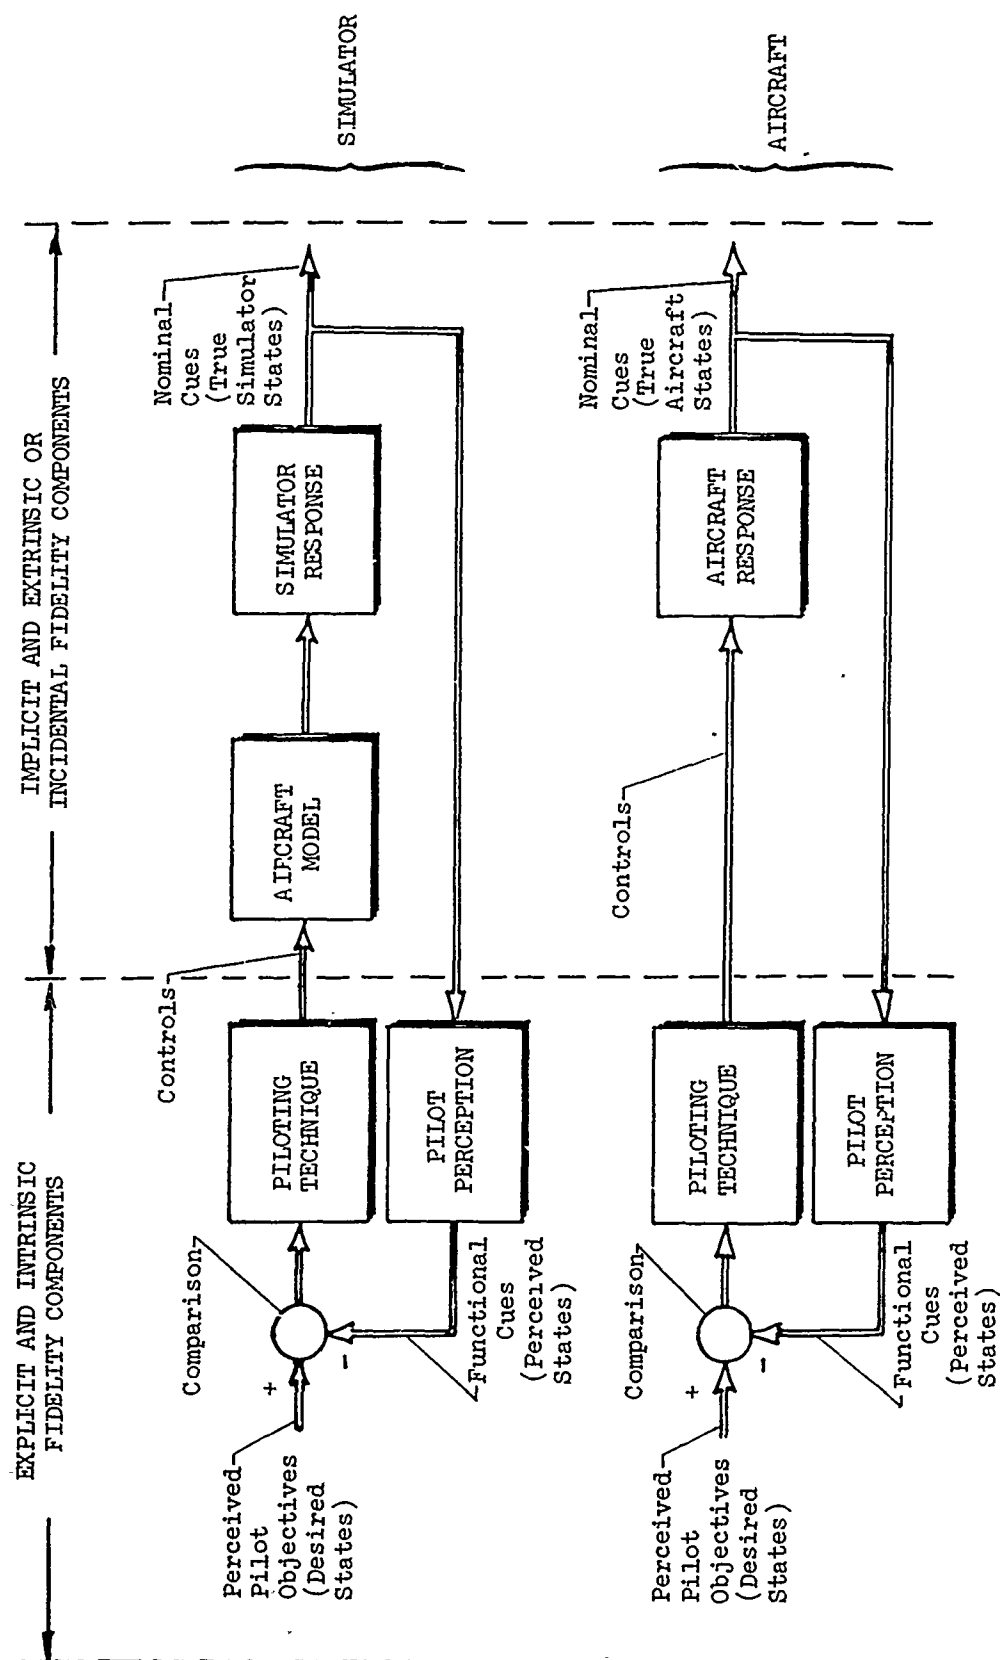 EXPLICIT AND INTRINSIC
FIDELITY COMPONENTS
IMPLICIT AND EXTRINSIC OR
INCIDENTAL FIDELITY COMPONENTS
Perceived
Pilot
Objectives
(Desired
States)
+
-
Comparison
Functional
Cues
(Perceived
States)
PILOTING
TECHNIQUE
PILOT
PERCEPTION
Controls
AIRCRAFT
MODEL
SIMULATOR
RESPONSE
Nominal
Cues
(True
Simulator
States)
SIMULATOR
Perceived
Pilot
Objectives
(Desired
States)
+
-
Comparison
Functional
Cues
(Perceived
States)
PILOTING
TECHNIQUE
PILOT
PERCEPTION
Controls
AIRCRAFT
RESPONSE
Nominal
Cues
(True
Aircraft
States)
AIRCRAFT